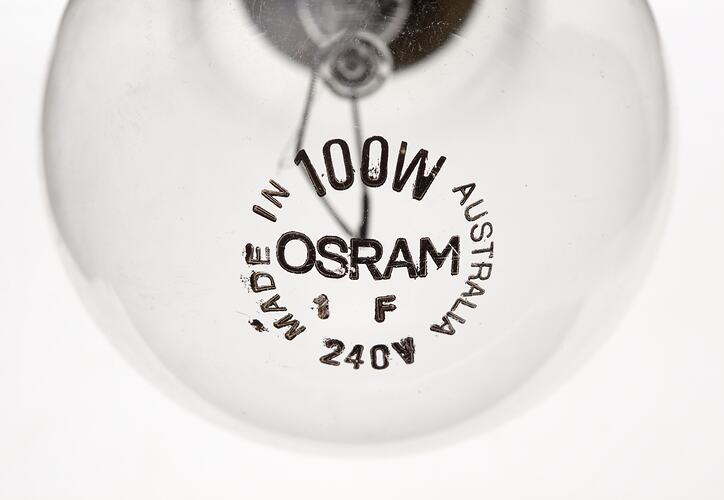 100W
MADE IN AUSTRALIA
OSRAM
1 F
240V